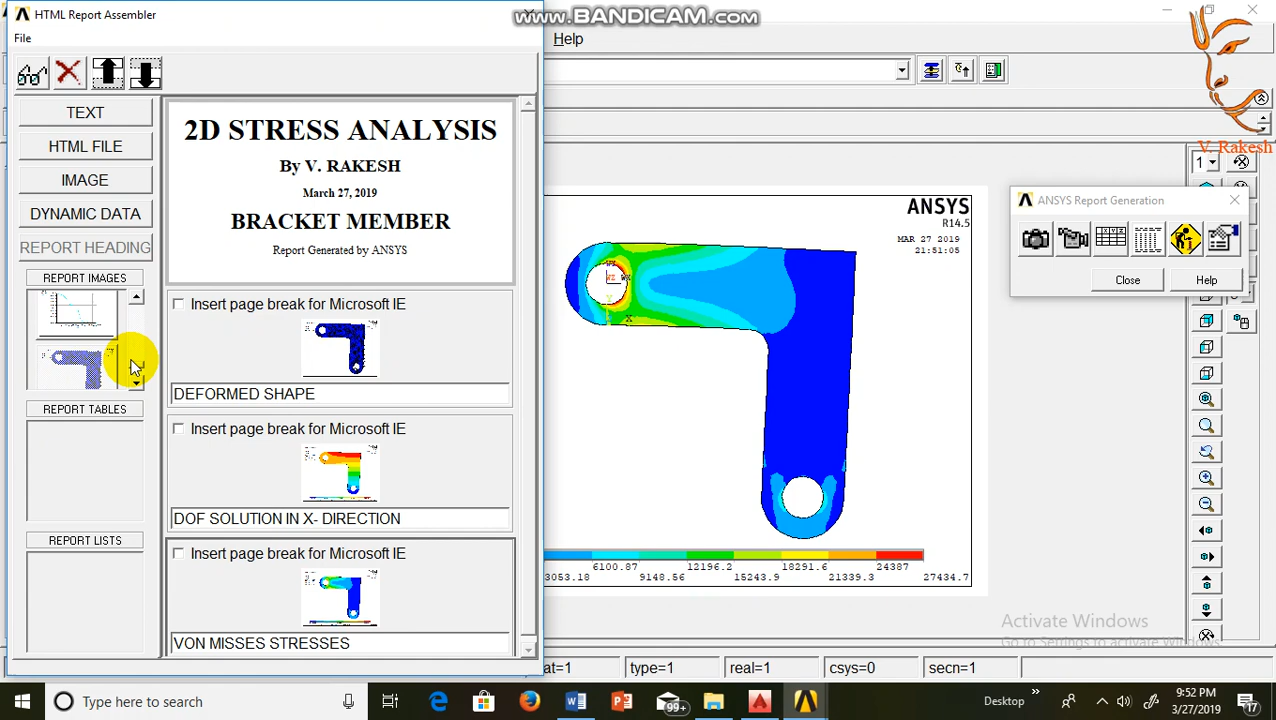 HTML Report Assembler
www.BANDICAM.com
File
Help
V. Rakesh
TEXT
HTML FILE
IMAGE
DYNAMIC DATA
REPORT HEADING
REPORT IMAGES
REPORT TABLES
REPORT LISTS
2D STRESS ANALYSIS
By V. RAKESH
March 27, 2019
BRACKET MEMBER
Report Generated by ANSYS
Insert page break for Microsoft IE
DEFORMED SHAPE
Insert page break for Microsoft IE
DOF SOLUTION IN X- DIRECTION
Insert page break for Microsoft IE
VON MISSES STRESSES
ANSYS
R14.5
MAR 27 2019
21:51:05
Y
X
3053.18
6100.87
9148.56
12196.2
15243.9
18291.6
21339.3
24387
27434.7
1
ANSYS Report Generation
Close
Help
Activate Windows
Go to Settings to activate Windows.
at=1
type=1
real=1
csys=0
secn=1
Type here to search
99+
Desktop
9:52 PM
3/27/2019
17